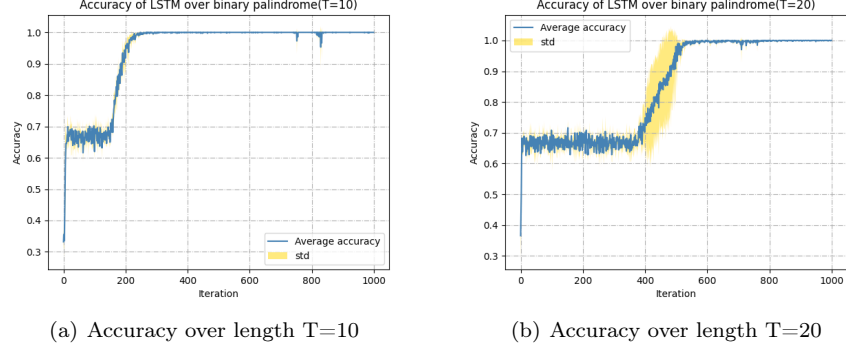 Accuracy of LSTM over binary palindrome(T=10)
1.0
0.9
0.8
0.7
0.6
0.5
0.4
0.3
Accuracy
Average accuracy
std
0
200
400
600
800
1000
Iteration
(a) Accuracy over length T=10
Accuracy of LSTM over binary palindrome(T=20)
Average accuracy
std
1.0
0.9
0.8
0.7
0.6
0.5
0.4
0.3
Accuracy
0
200
400
600
800
1000
Iteration
(b) Accuracy over length T=20